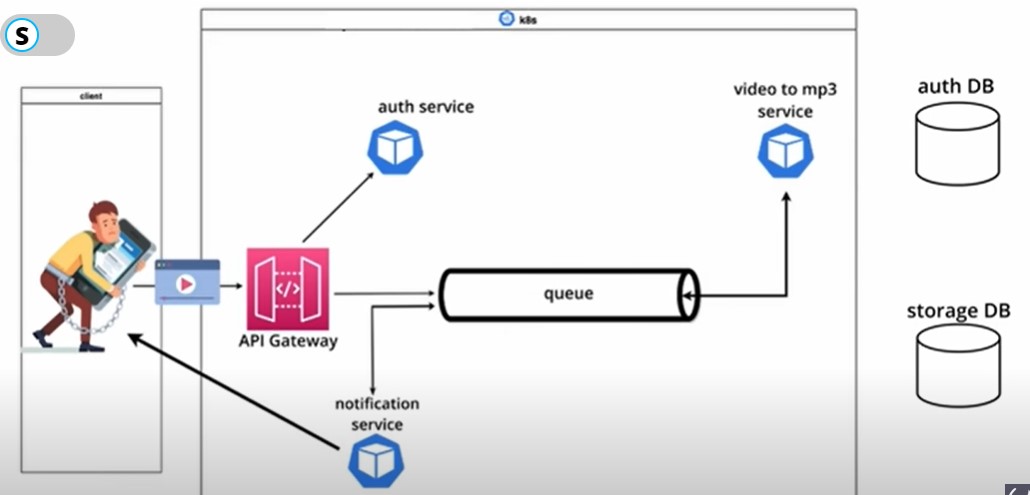 S
k8s
client
auth service
video to mp3
service
auth DB
</>
API Gateway
queue
storage DB
notification
service